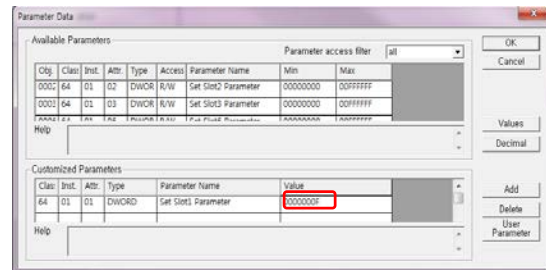 Parameter Data
Available Parameters
Parameter access filter all
Obj. Clas: Inst. Attr. Type Access Parameter Name Min Max
0002 64 01 02 DWOR R/W Set Slot2 Parameter 00000000 00FFFFFF
0003 64 01 03 DWOR R/W Set Slot3 Parameter 00000000 00FFFFFF
Help
Customized Parameters
Clas: Inst. Attr. Type Parameter Name Value
64 01 01 DWORD Set Slot1 Parameter 0000000F
Help
OK
Cancel
Values
Decimal
Add
Delete
User
Parameter